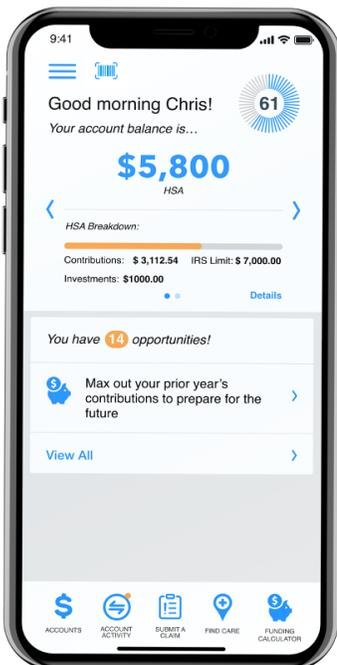 9:41
Good morning Chris!
61
Your account balance is...
$5,800
HSA
HSA Breakdown:
Contributions: $ 3,112.54 IRS Limit: $ 7,000.00
Investments: $1000.00
Details
You have 14 opportunities!
Max out your prior year's
contributions to prepare for the
future
View All
ACCOUNTS
ACCOUNT
ACTIVITY
SUBMIT A
CLAIM
FIND CARE
FUNDING
CALCULATOR